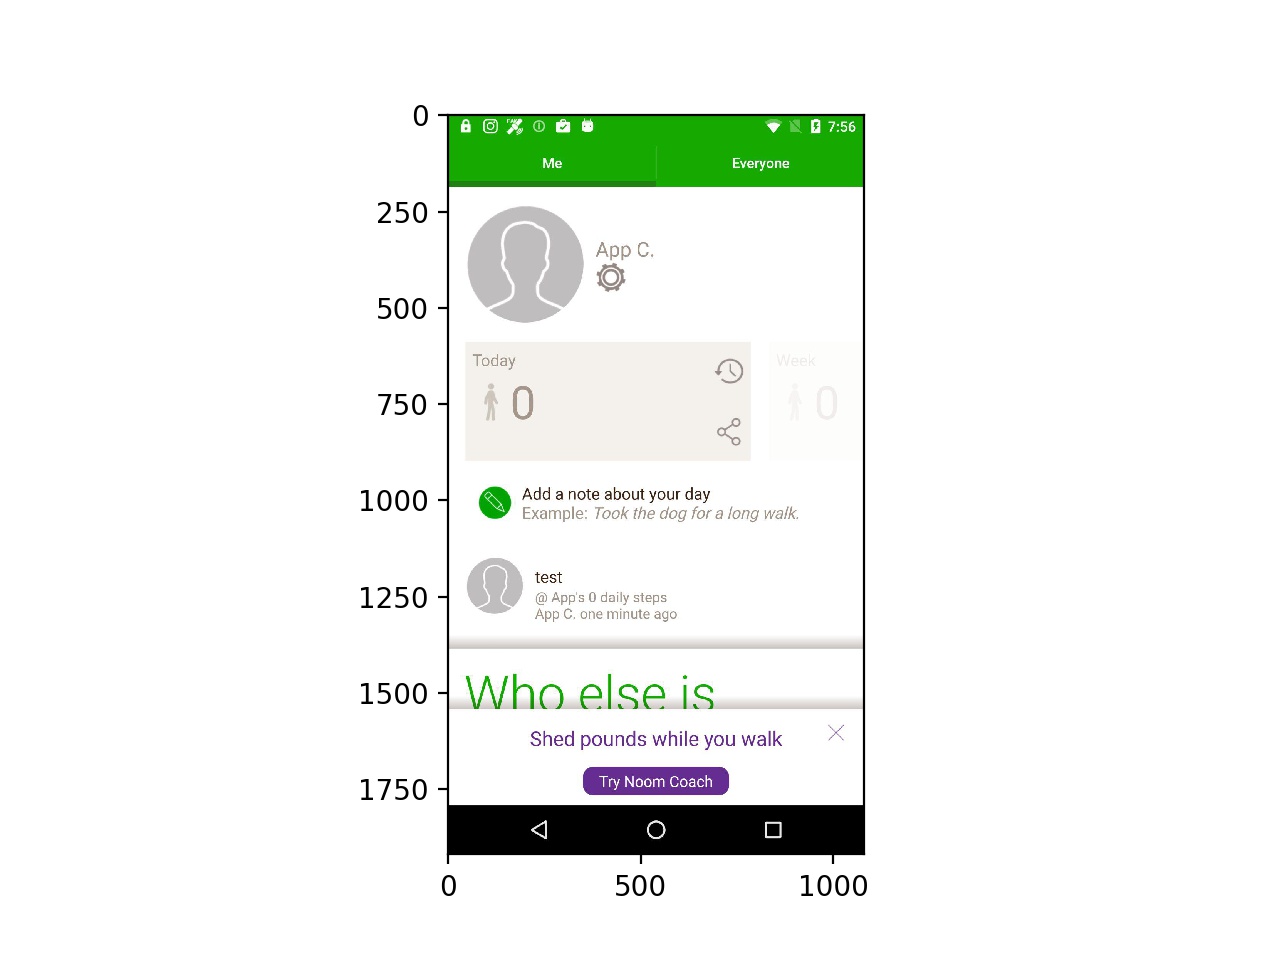 0
250
500
750
1000
1250
1500
1750
7:56
Me Everyone
App C.
Today
0
Week
0
Add a note about your day
Example: Took the dog for a long walk.
test
@ App's 0 daily steps
App C. one minute ago
Who else is
Shed pounds while you walk
Try Noom Coach
0 500 1000